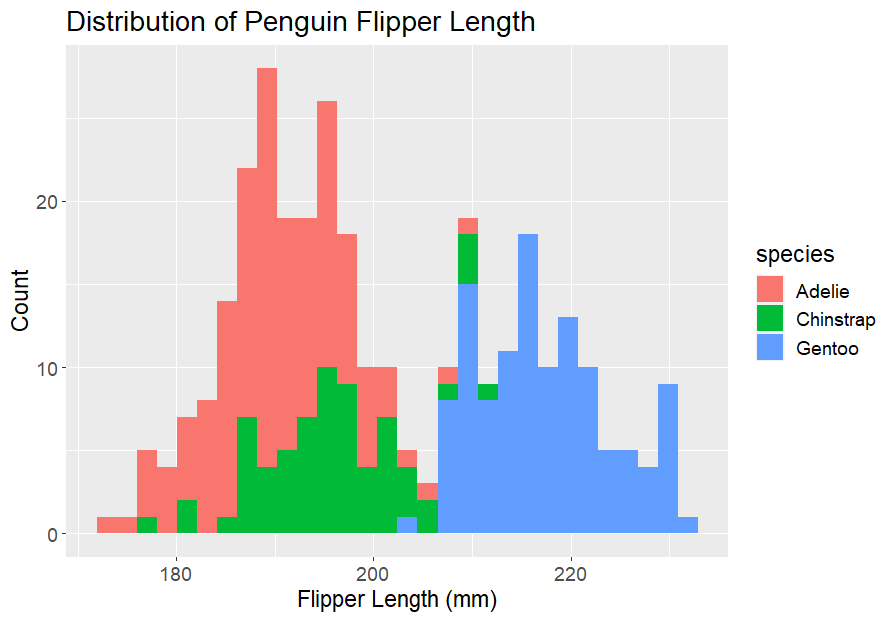 Distribution of Penguin Flipper Length
20
10
0
180 200 220
Flipper Length (mm)
Count
species
Adelie
Chinstrap
Gentoo